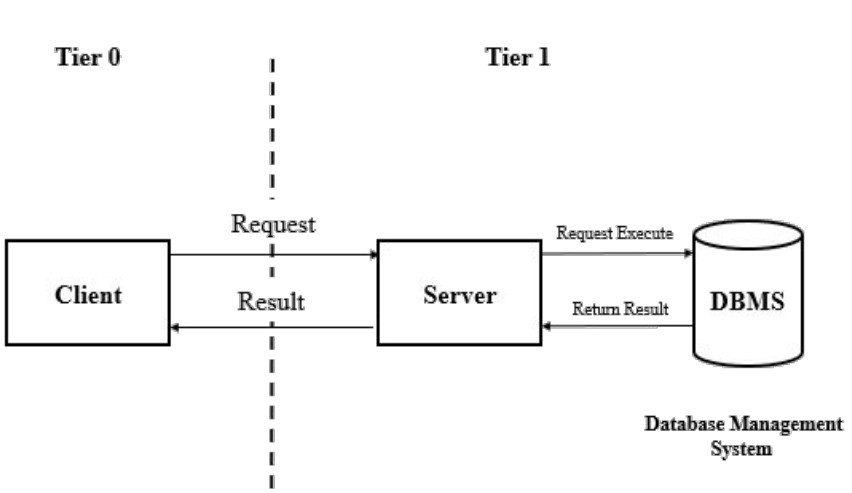 Tier 0
Tier 1
Request
Request Execute
Client
Server
DBMS
Result
Return Result
Database Management
System